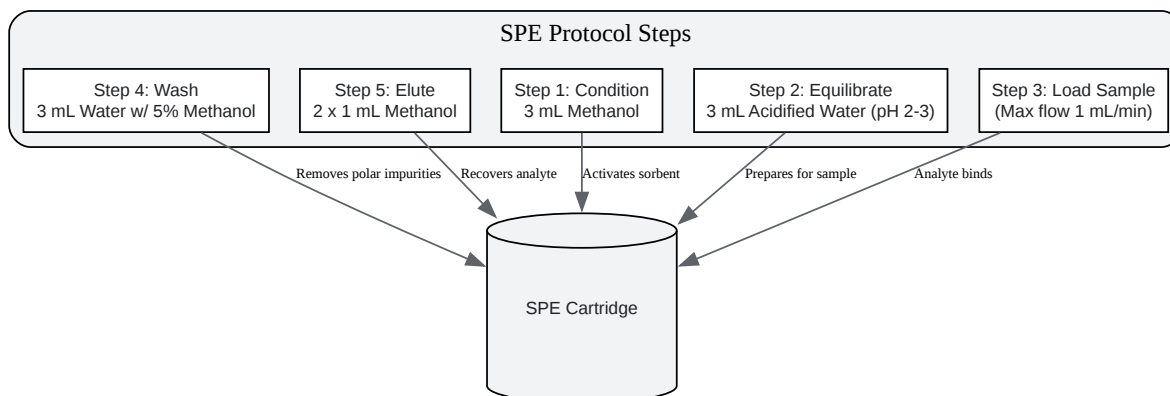 SPE Protocol Steps
Step 4: Wash
3 mL Water w/ 5% Methanol
Step 5: Elute
2 x 1 mL Methanol
Step 1: Condition
3 mL Methanol
Step 2: Equilibrate
3 mL Acidified Water (pH 2-3)
Step 3: Load Sample
(Max flow 1 mL/min)
Removes polar impurities
Recovers analyte
Activates sorbent
Prepares for sample
Analyte binds
SPE Cartridge